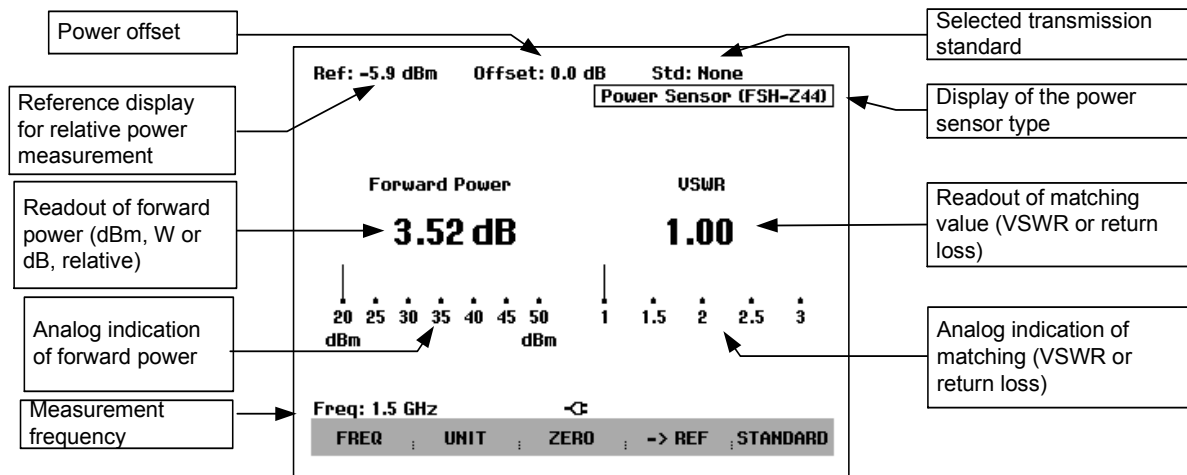 Power offset
Selected transmission
standard
Ref: -5.9 dBm Offset: 0.0 dB Std: None
Power Sensor (FSH-Z44)
Reference display
for relative power
measurement
Display of the power
sensor type
Forward Power VSWR
Readout of forward
power (dBm, W or
dB, relative)
3.52 dB 1.00
Readout of matching
value (VSWR or return
loss)
20 25 30 35 40 45 50 1 1.5 2 2.5 3
dBm dBm
Analog indication
of forward power
Analog indication of
matching (VSWR or
return loss)
Measurement
frequency
Freq: 1.5 GHz
FREQ UNIT ZERO -> REF STANDARD